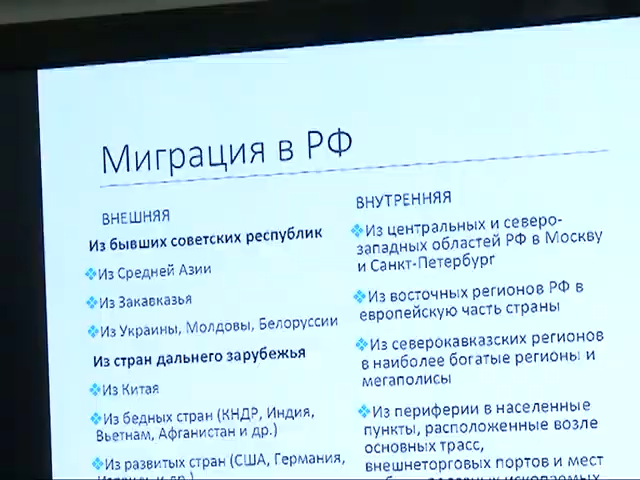 Миграция в РФ
ВНЕШНЯЯ
Из бывших советских республик
Из Средней Азии
Из Закавказья
Из Украины, Молдовы, Белоруссии
Из стран дальнего зарубежья
Из Китая
Из бедных стран (КНДР, Индия,
Вьетнам, Афганистан и др.)
Из развитых стран (США, Германия,
и др.)
ВНУТРЕННЯЯ
Из центральных и северо-
западных областей РФ в Москву
и Санкт-Петербург
Из восточных регионов РФ в
европейскую часть страны
Из северокавказских регионов
в наиболее богатые регионы и
мегаполисы
Из периферии в населенные
пункты, расположенные возле
основных трасс,
внешнеторговых портов и мест
ископаемых